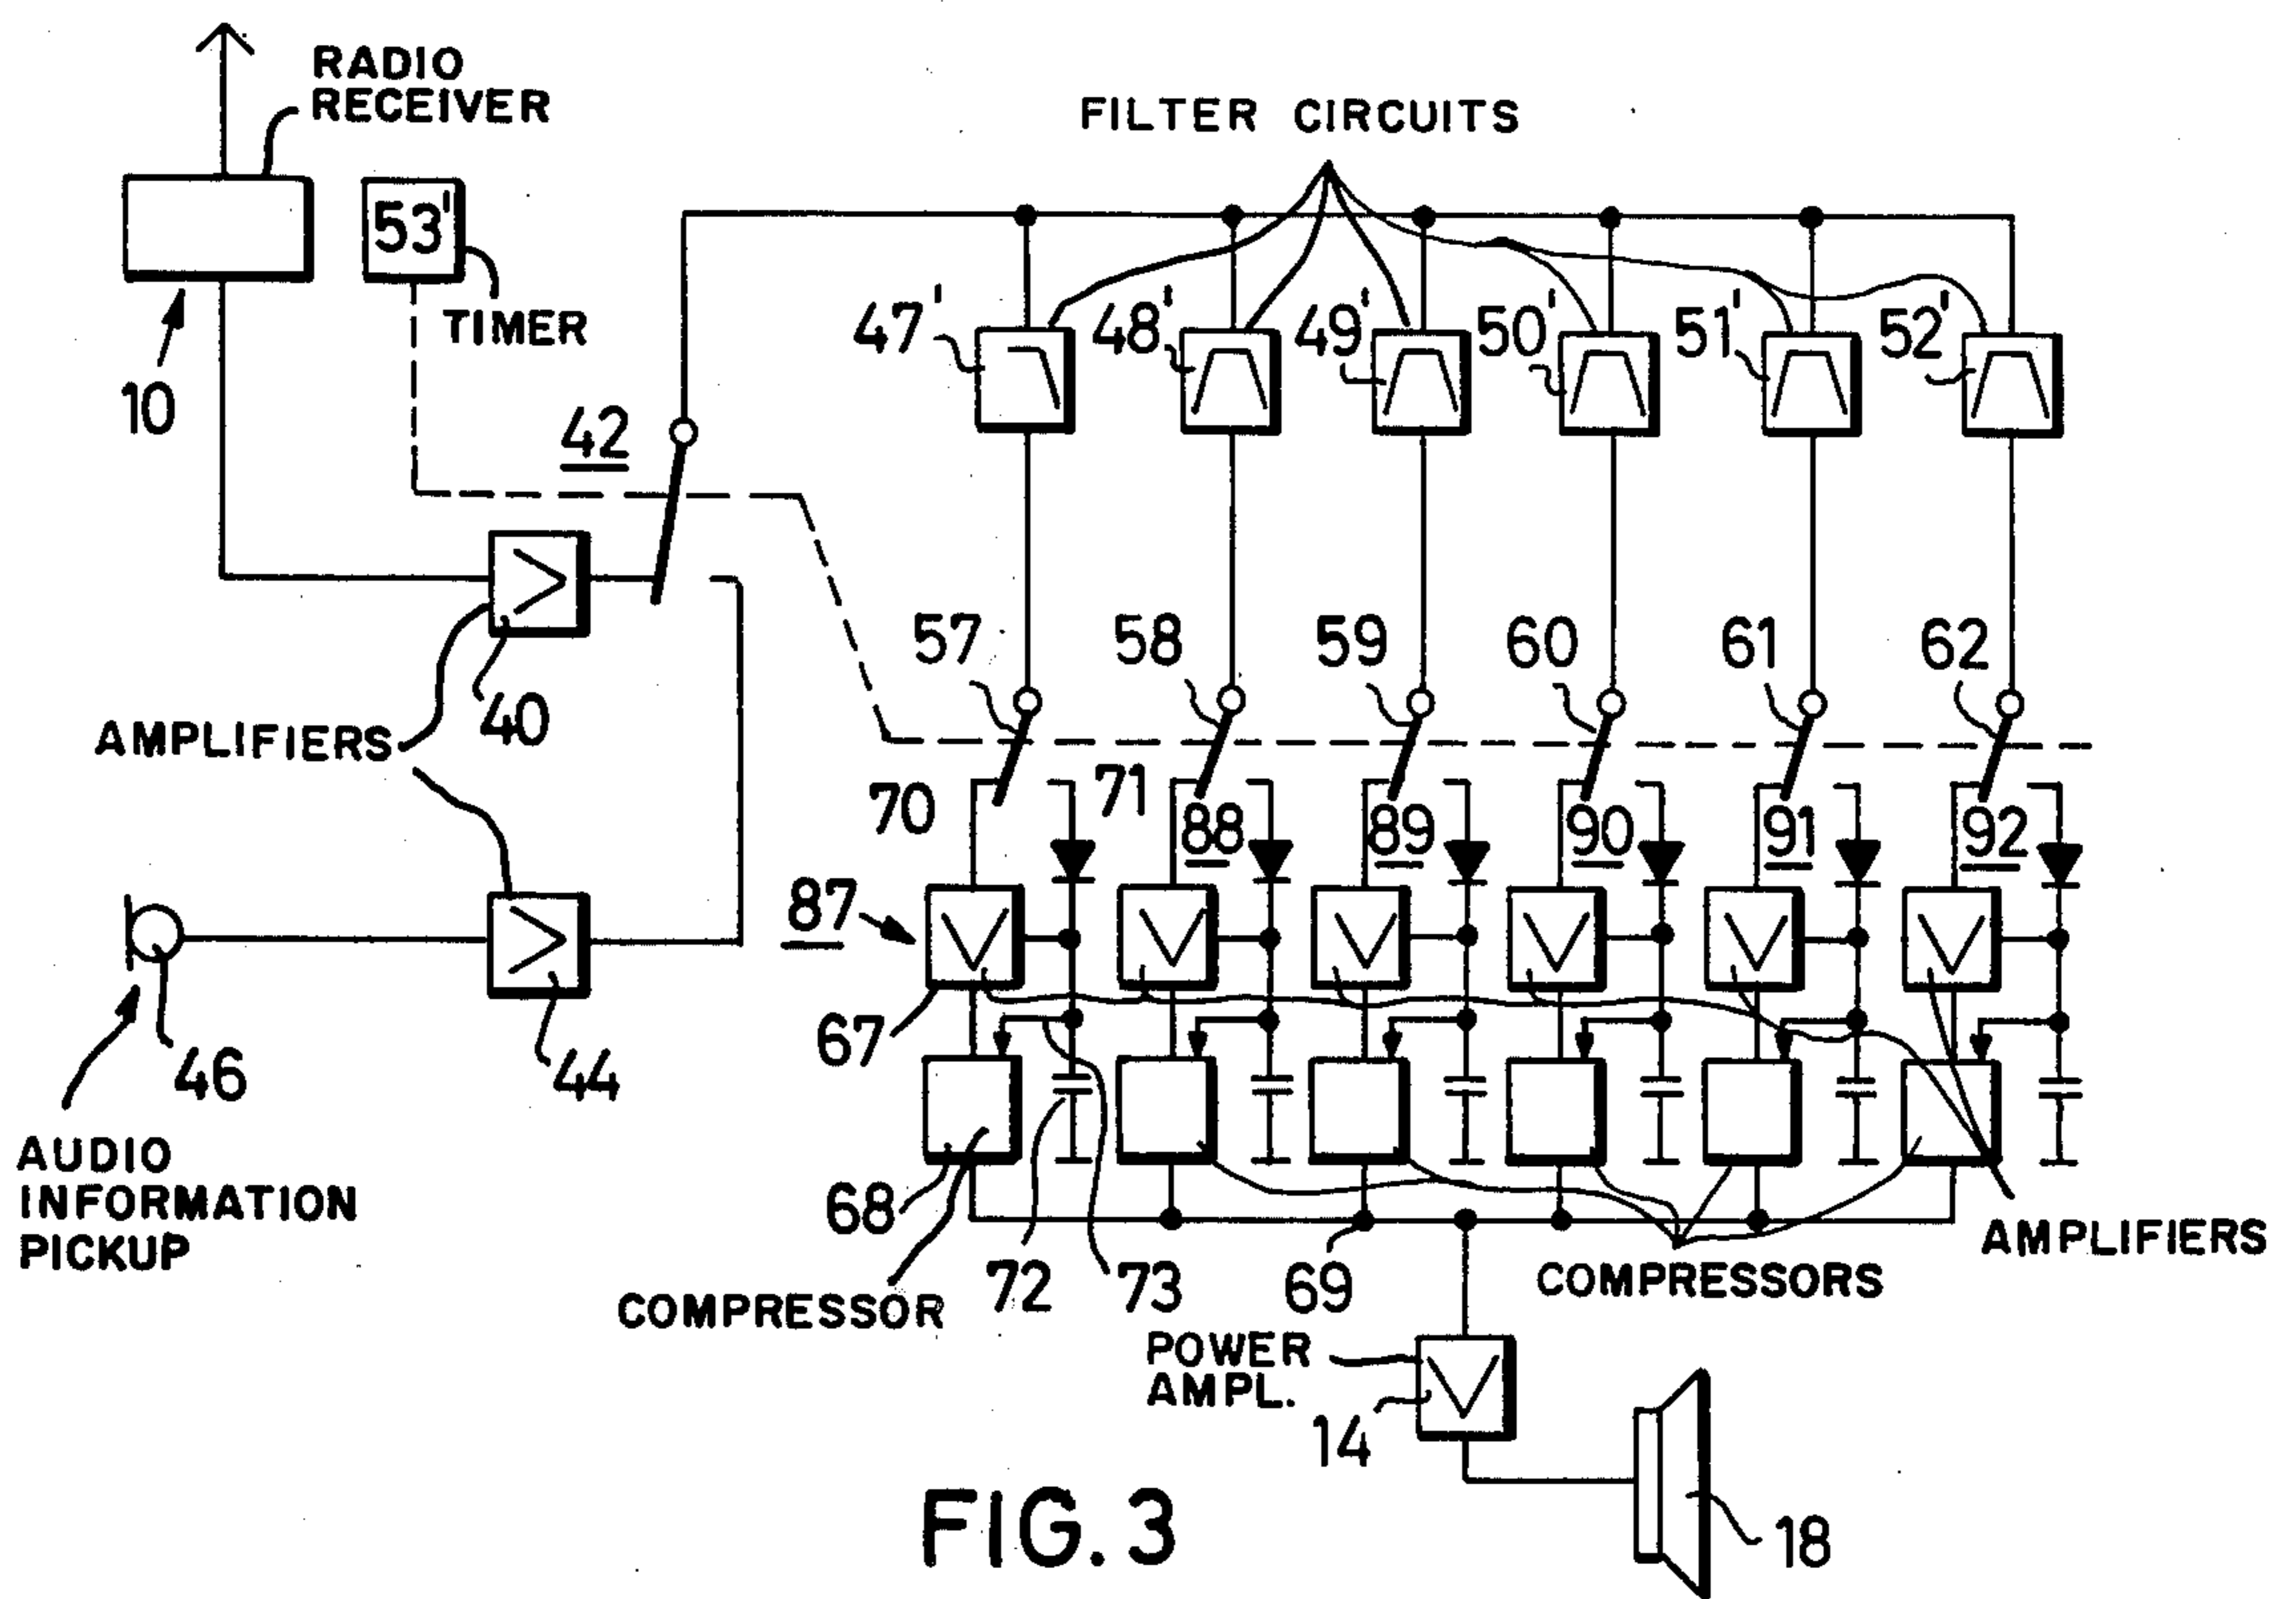 RADIO
RECEIVER
FILTER CIRCUITS
53'
TIMER
10
47' 48' 49' 50' 51' 52'
42
57 58 59 60 61 62
40
AMPLIFIERS
70 71 88 89 90 91 92
87
67
46 44
AUDIO
INFORMATION
PICKUP
68
COMPRESSOR
72 73 69
COMPRESSORS
AMPLIFIERS
POWER
AMPL.
14
18
FIG. 3